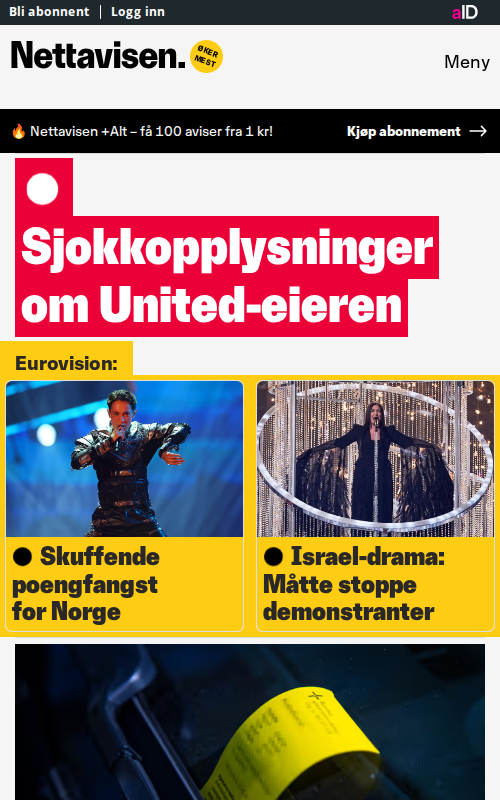 Bli abonnent | Logg inn
aID
Nettavisen.
ØKER
MEST
Meny
Nettavisen +Alt – få 100 aviser fra 1 kr!
Kjøp abonnement
Sjokkopplysninger
om United-eieren
Eurovision:
Skuffende
poengfangst
for Norge
Israel-drama:
Måtte stoppe
demonstranter